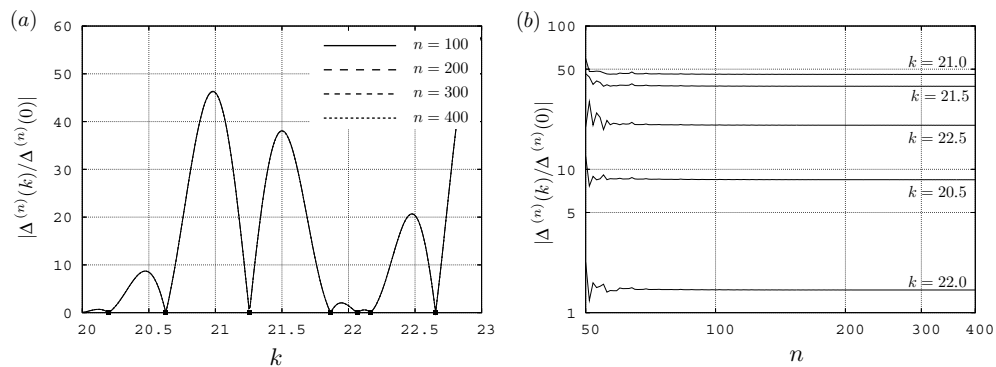 (a)
60
50
40
30
20
10
0
|Δ^(n)(k)/Δ^(n)(0)|
n = 100
n = 200
n = 300
n = 400
20 20.5 21 21.5 22 22.5 23
k
(b)
100
50
10
5
1
|Δ^(n)(k)/Δ^(n)(0)|
k = 21.0
k = 21.5
k = 22.5
k = 20.5
k = 22.0
50 100 200 300 400
n